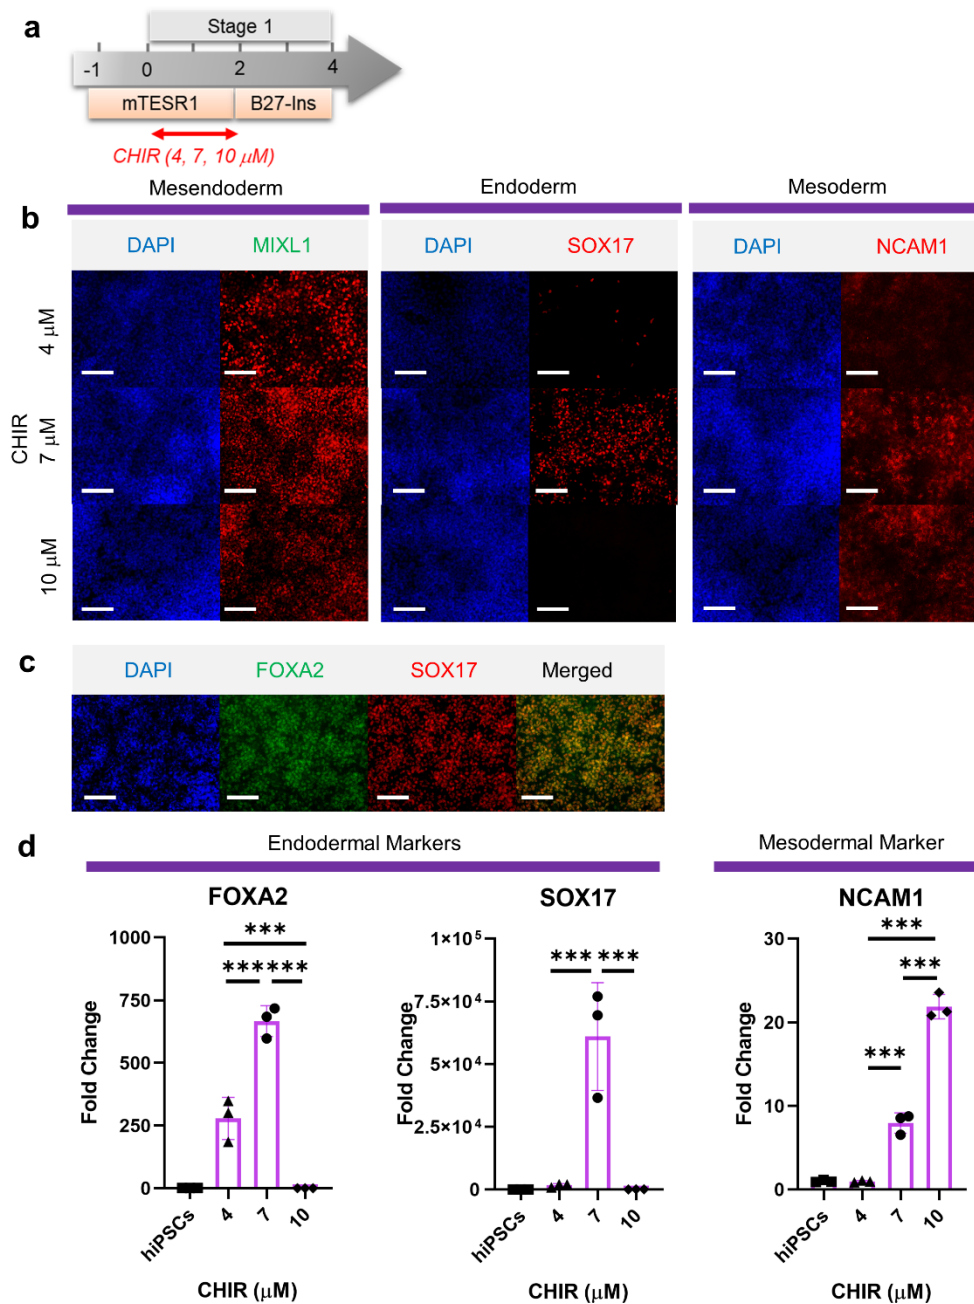 a
Stage 1
-1 0 2 4
mTESR1 B27-Ins
CHIR (4, 7, 10 μM)
Mesendoderm Endoderm Mesoderm
b
DAPI MIXL1 DAPI SOX17 DAPI NCAM1
4 μM
CHIR
7 μM
10 μM
c
DAPI FOXA2 SOX17 Merged
d
Endodermal Markers Mesodermal Marker
FOXA2
Fold Change
1000
750
500
250
0
***
*** ***
hiPSCs 4 7 10
CHIR (μM)
SOX17
Fold Change
1×10⁵
7.5×10⁴
5×10⁴
2.5×10⁴
0
*** ***
hiPSCs 4 7 10
CHIR (μM)
NCAM1
Fold Change
30
20
10
0
***
***
***
hiPSCs 4 7 10
CHIR (μM)